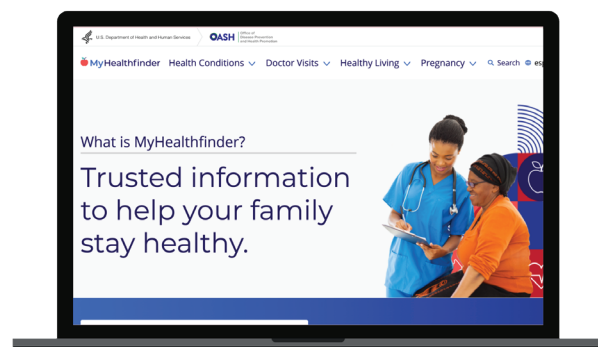 U.S. Department of Health and Human Services
OASH
Office of
Disease Prevention
and Health Promotion
MyHealthfinder Health Conditions Doctor Visits Healthy Living Pregnancy Search
What is MyHealthfinder?
Trusted information
to help your family
stay healthy.